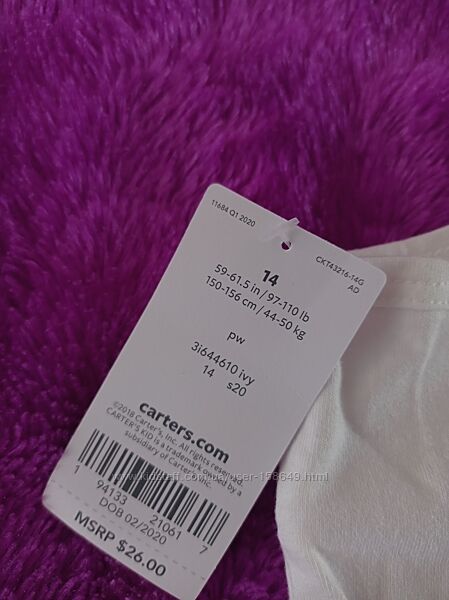 11684 Q1 2020
CKT43216-14G
AD
14
59-61.5 in / 97-110 lb
150-156 cm / 44-50 kg
pw
3i644610 ivy
14 s20
carters.com
©2018 Carter's, Inc. All rights reserved.
CARTER'S KID is a trademark owned by a
subsidiary of Carter's, Inc.
1 94133 21061 7
DOB 02/2020
MSRP $26.00